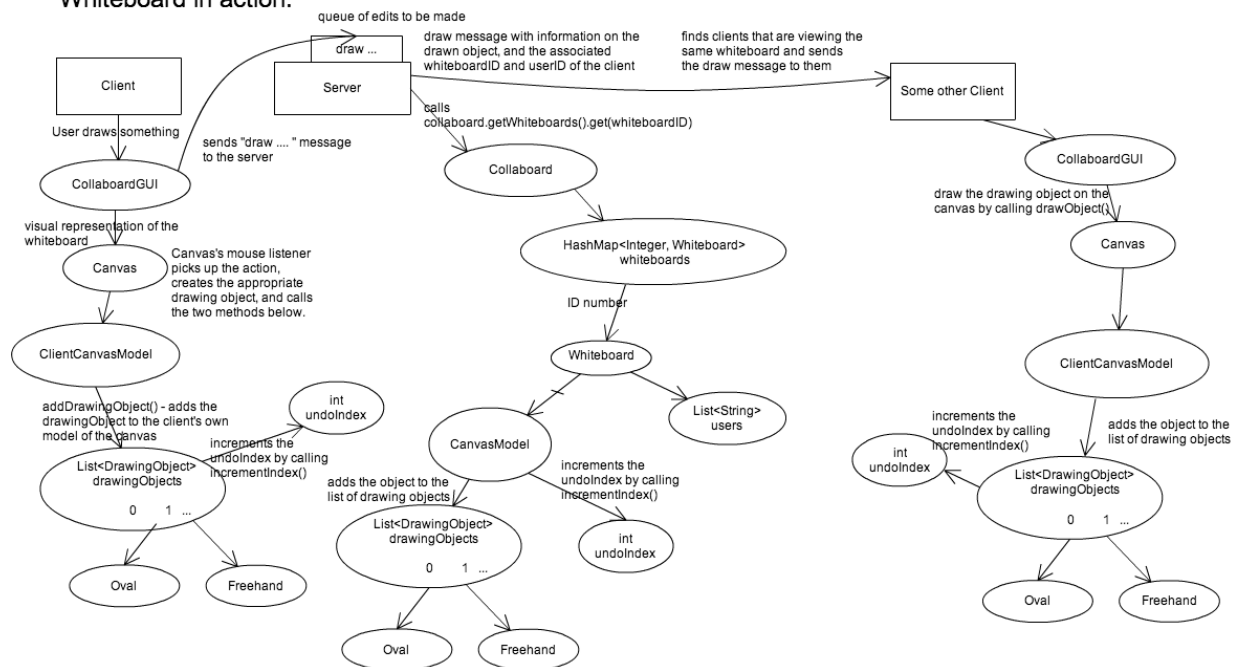 Whiteboard in action:
queue of edits to be made
draw ...
draw message with information on the
drawn object, and the associated
whiteboardID and userID of the client
finds clients that are viewing the
same whiteboard and sends
the draw message to them
Client
Server
Some other Client
User draws something
sends "draw .... " message
to the server
calls
collaboard.getWhiteboards().get(whiteboardID)
CollaboardGUI
Collaboard
CollaboardGUI
visual representation of the
whiteboard
Canvas
Canvas's mouse listener
picks up the action,
creates the appropriate
drawing object, and calls
the two methods below.
HashMap<Integer, Whiteboard>
whiteboards
draw the drawing object on the
canvas by calling drawObject()
Canvas
ID number
ClientCanvasModel
Whiteboard
ClientCanvasModel
addDrawingObject() - adds the
drawingObject to the client's own
model of the canvas
int
undoIndex
increments the
undoIndex by calling
incrementIndex()
List<String>
users
CanvasModel
increments the
undoIndex by calling
incrementIndex()
adds the object to the
list of drawing objects
int
undoIndex
increments the
undoIndex by calling
incrementIndex()
adds the object to the
list of drawing objects
List<DrawingObject>
drawingObjects
0 1 ...
List<DrawingObject>
drawingObjects
0 1 ...
int
undoIndex
List<DrawingObject>
drawingObjects
0 1 ...
Oval
Freehand
Oval
Freehand
Oval
Freehand